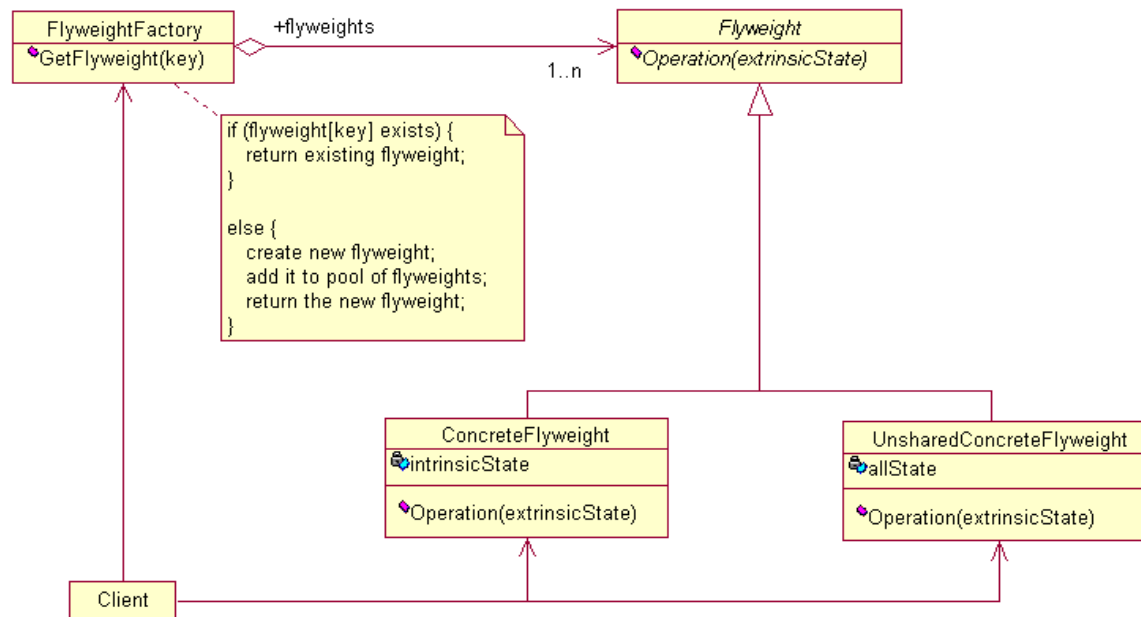 FlyweightFactory
GetFlyweight(key)
+flyweights
1..n
Flyweight
Operation(extrinsicState)
if (flyweight[key] exists) {
return existing flyweight;
}
else {
create new flyweight;
add it to pool of flyweights;
return the new flyweight;
}
ConcreteFlyweight
intrinsicState
Operation(extrinsicState)
UnsharedConcreteFlyweight
allState
Operation(extrinsicState)
Client